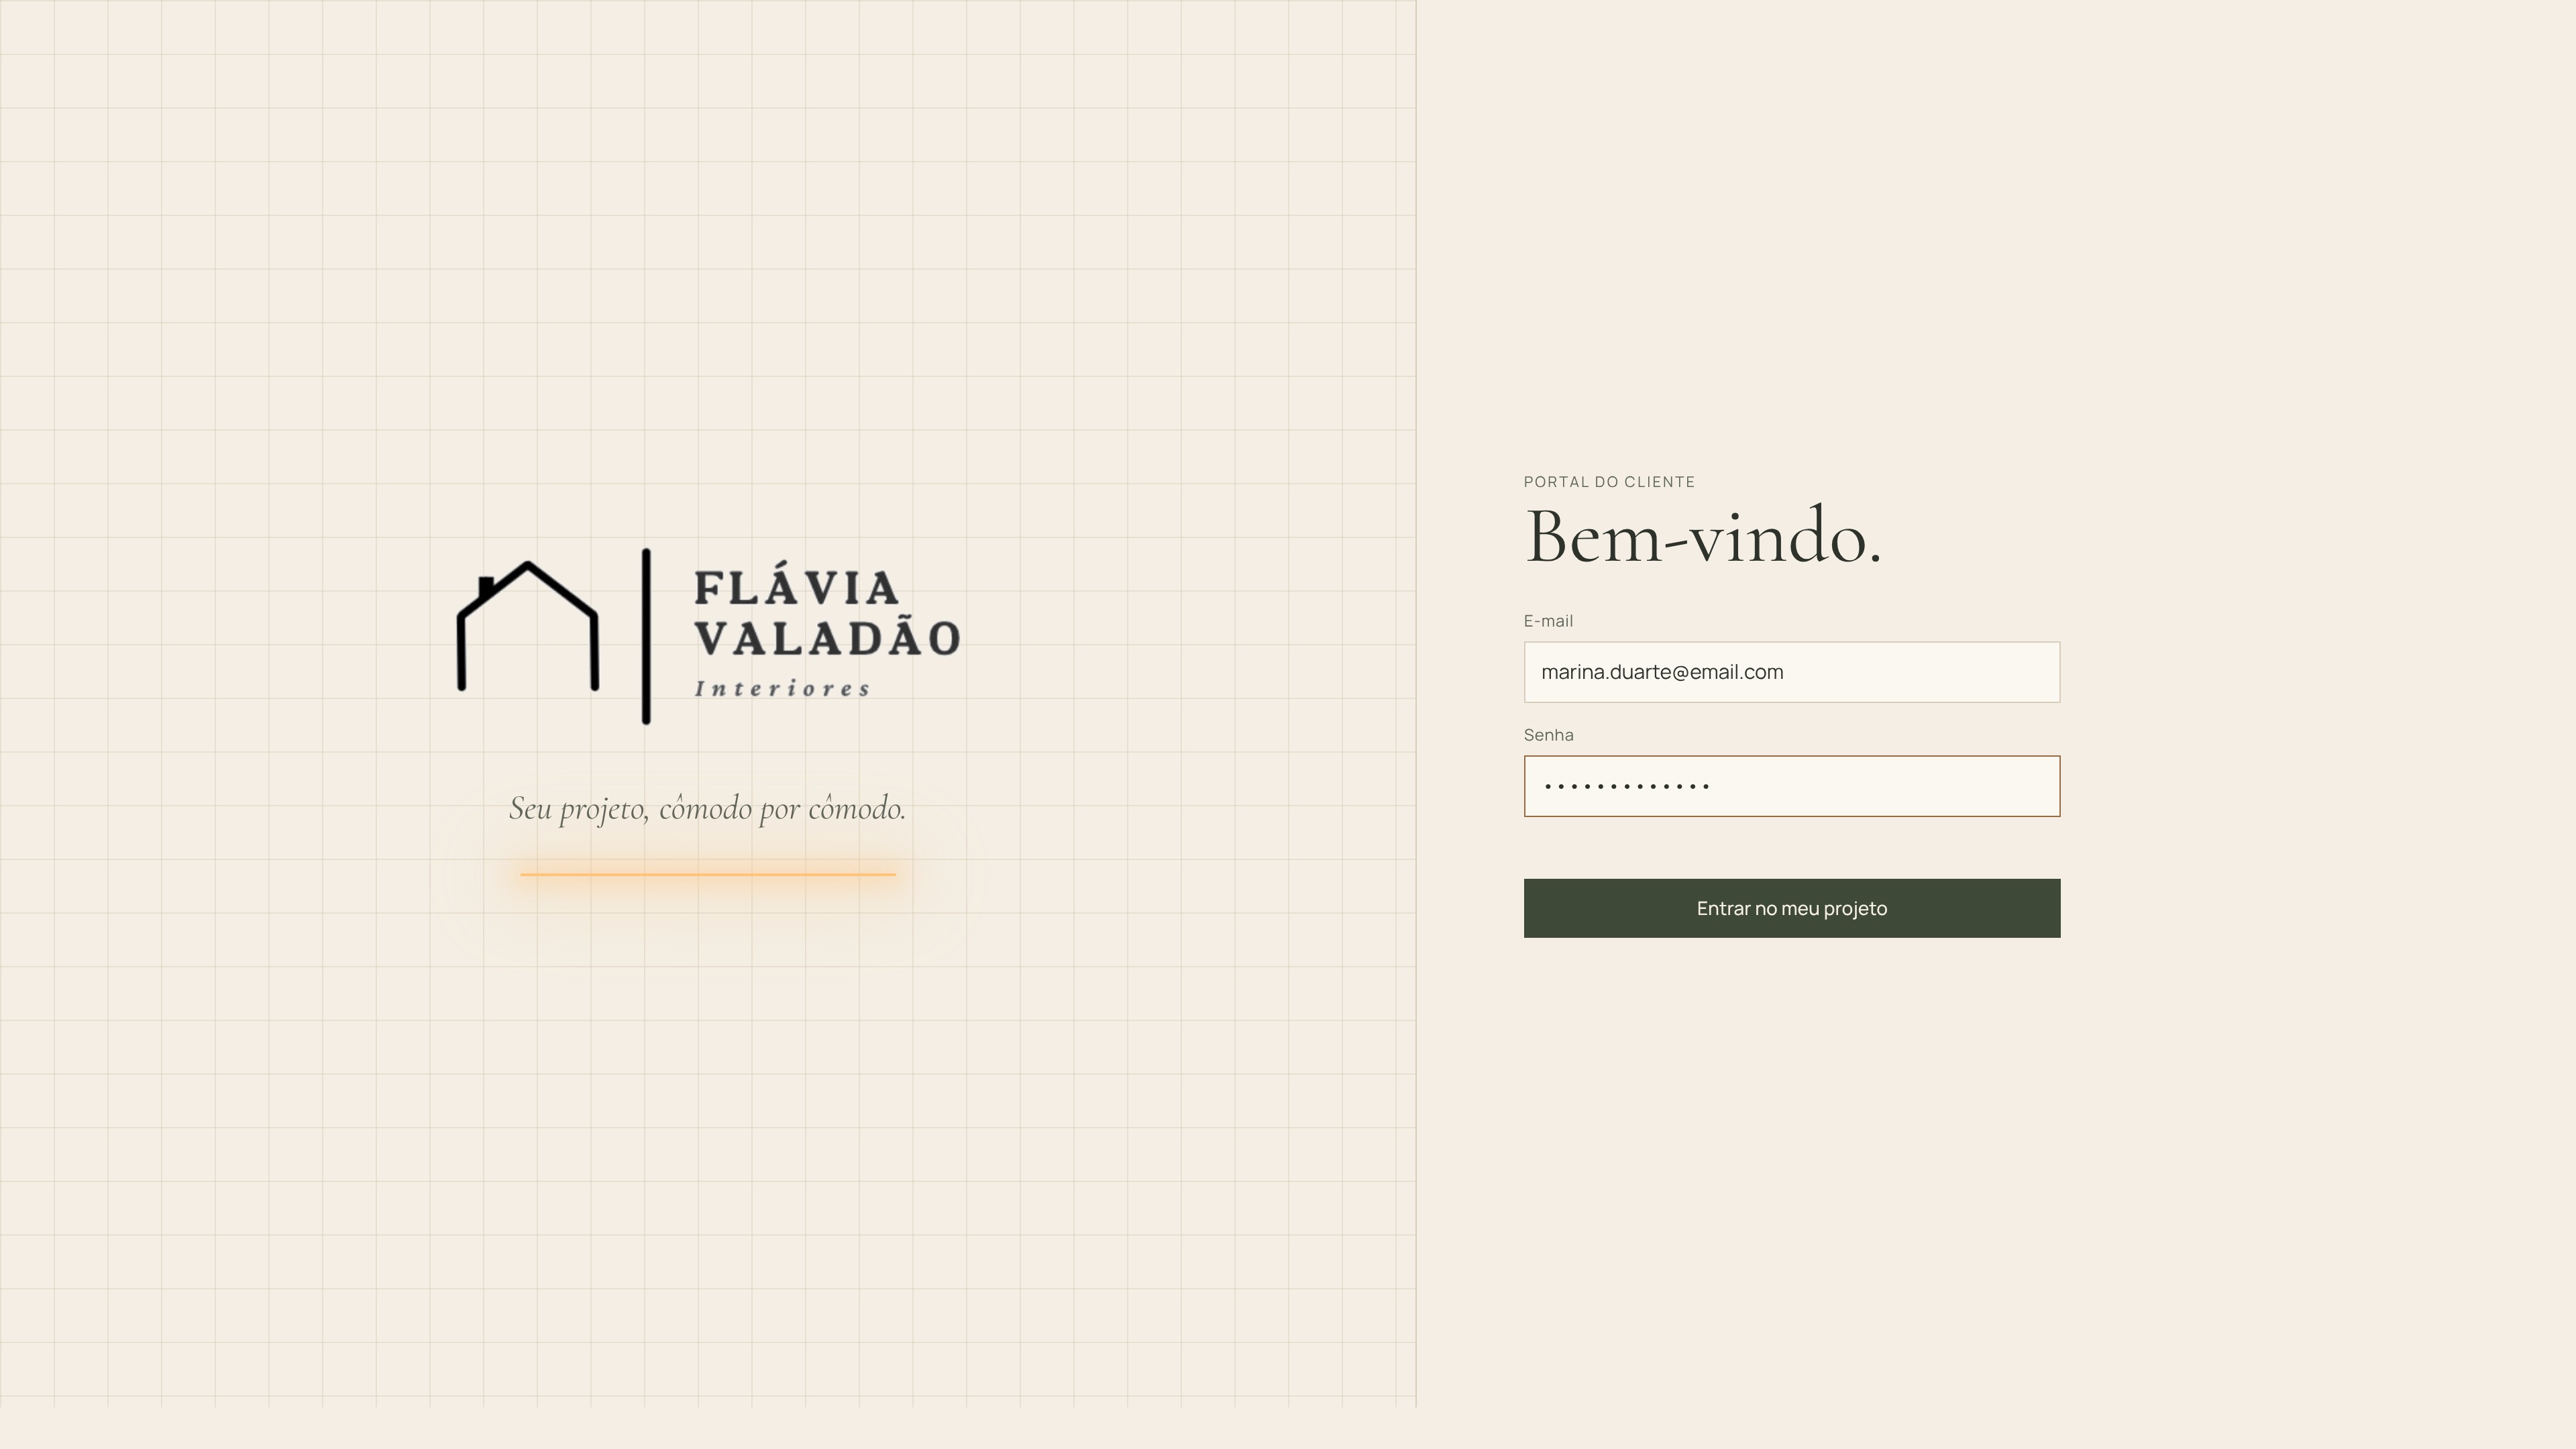 FLÁVIA
VALADÃO
Interiores
Seu projeto, cômodo por cômodo.
PORTAL DO CLIENTE
Bem-vindo.
E-mail
marina.duarte@email.com
Senha
•••••••••••••
Entrar no meu projeto